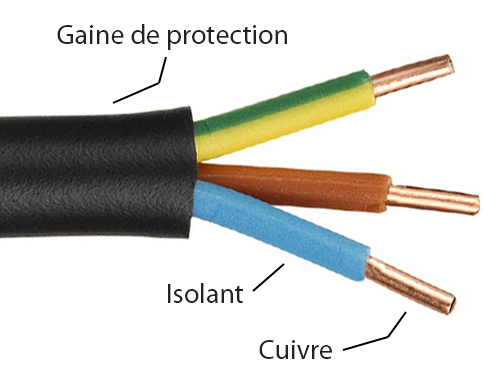 Gaine de protection
Isolant
Cuivre